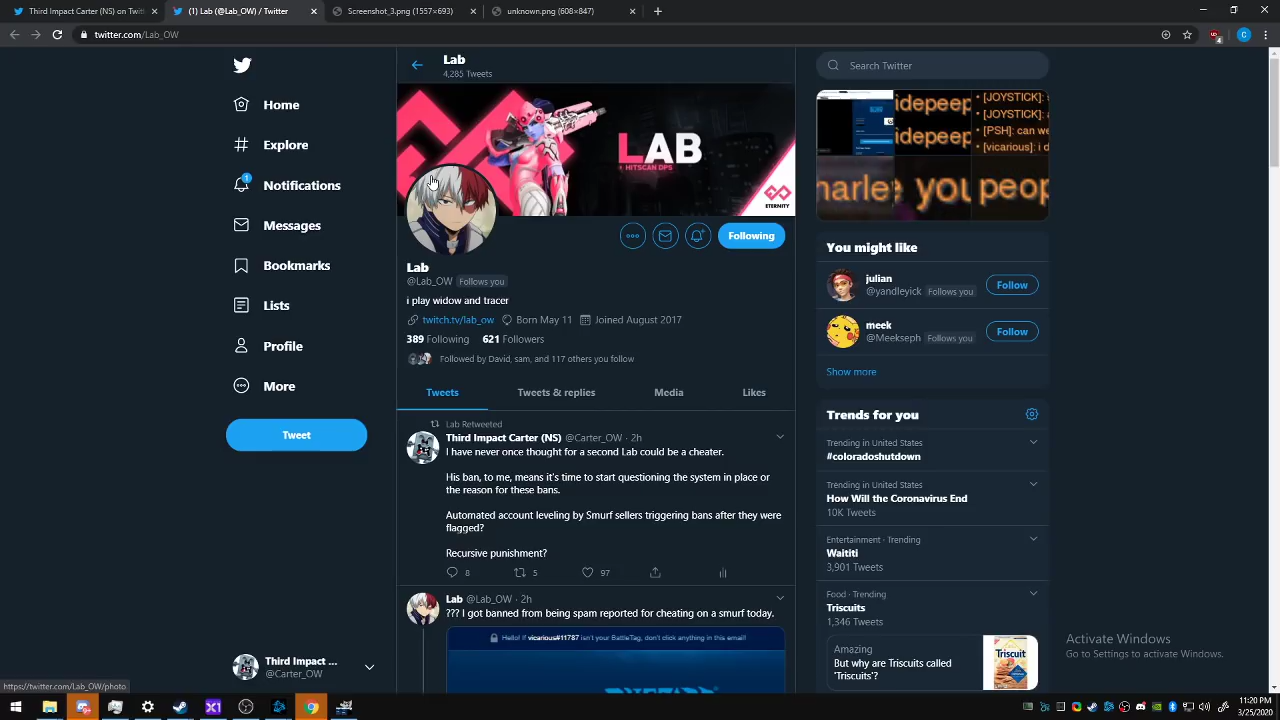 Third Impact Carter (NS) on Twitt
(1) Lab (@Lab_OW) / Twitter
Screenshot_3.png (1557×693)
unknown.png (608×847)
twitter.com/Lab_OW
4
C
Home
Explore
1
Notifications
Messages
Bookmarks
Lists
Profile
More
Tweet
Third Impact ...
@Carter_OW
https://twitter.com/Lab_OW/photo
Lab
4,285 Tweets
LAB
HITSCAN DPS
ETERNITY
Following
Lab
@Lab_OW Follows you
i play widow and tracer
twitch.tv/lab_ow Born May 11 Joined August 2017
389 Following 621 Followers
Followed by David, sam, and 117 others you follow
Tweets Tweets & replies Media Likes
Lab Retweeted
Third Impact Carter (NS) @Carter_OW · 2h
I have never once thought for a second Lab could be a cheater.
His ban, to me, means it's time to start questioning the system in place or
the reason for these bans.
Automated account leveling by Smurf sellers triggering bans after they were
flagged?
Recursive punishment?
8 5 97
Lab @Lab_OW · 2h
??? I got banned from being spam reported for cheating on a smurf today.
Hello! If vicarious#11787 isn't your BattleTag, don't click anything in this email!
Search Twitter
idepeep
idepeep
• [JOYSTICK]:
• [JOYSTICK]:
• [PSH]: can we
• [vicarious]: i d
harle
you
peop
You might like
julian
@yandleyick Follows you
Follow
meek
@Meekseph Follows you
Follow
Show more
Trends for you
Trending in United States
#coloradoshutdown
Trending in United States
How Will the Coronavirus End
10K Tweets
Entertainment · Trending
Waititi
3,901 Tweets
Food · Trending
Triscuits
1,346 Tweets
Amazing
But why are Triscuits called
'Triscuits'?
TRISCUIT
Activate Windows
Go to Settings to activate Windows.
X1
11:20 PM
3/25/2020